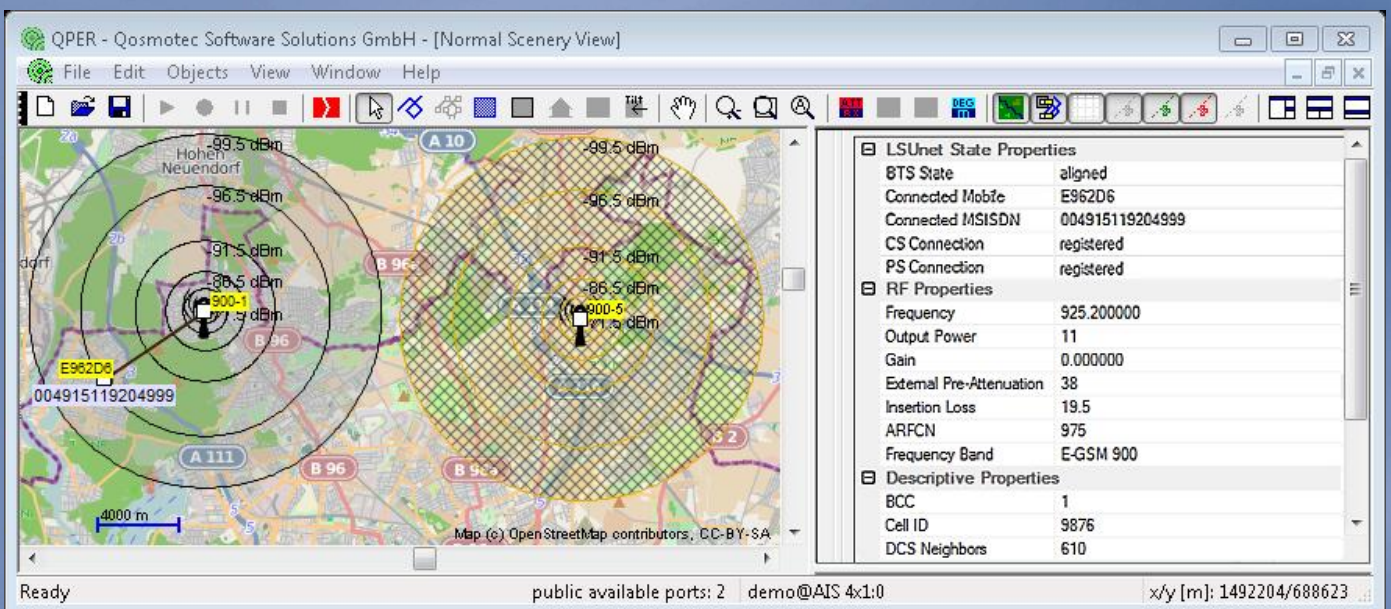 QPER - Qosmotec Software Solutions GmbH - [Normal Scenery View]
File Edit Objects View Window Help
Tilt
ATT
DEG
-99.5 dBm
Hohen
Neuendorf
-96.5 dBm
-91.5 dBm
-86.5 dBm
900-1
E962D6
004915119204999
A 10
-99.5 dBm
-96.5 dBm
-91.5 dBm
-86.5 dBm
900-5
-71.5 dBm
B 96
A 111
B 96
4000 m
Map (c) OpenStreetMap contributors, CC-BY-SA
LSUnet State Properties
BTS State aligned
Connected Mobile E962D6
Connected MSISDN 004915119204999
CS Connection registered
PS Connection registered
RF Properties
Frequency 925.200000
Output Power 11
Gain 0.000000
External Pre-Attenuation 38
Insertion Loss 19.5
ARFCN 975
Frequency Band E-GSM 900
Descriptive Properties
BCC 1
Cell ID 9876
DCS Neighbors 610
Ready public available ports: 2 demo@AIS 4x1:0 x/y [m]: 1492204/688623